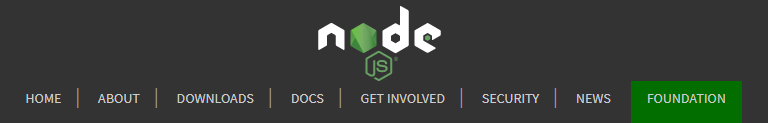 node
JS
HOME | ABOUT | DOWNLOADS | DOCS | GET INVOLVED | SECURITY | NEWS FOUNDATION